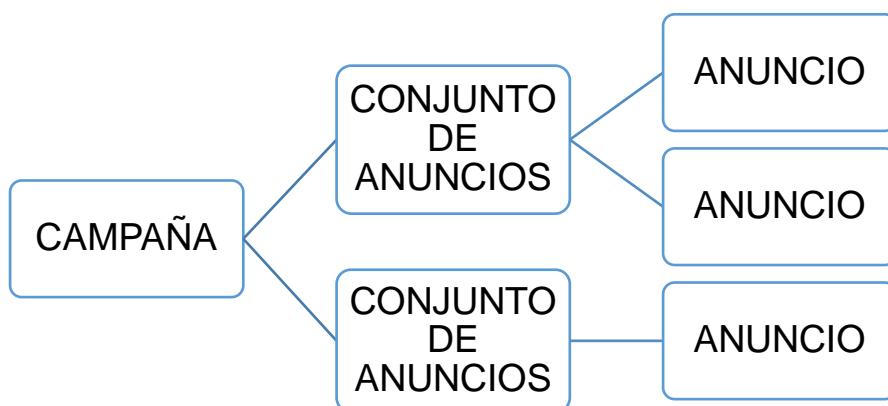 CAMPAÑA
CONJUNTO
DE
ANUNCIOS
ANUNCIO
ANUNCIO
CONJUNTO
DE
ANUNCIOS
ANUNCIO